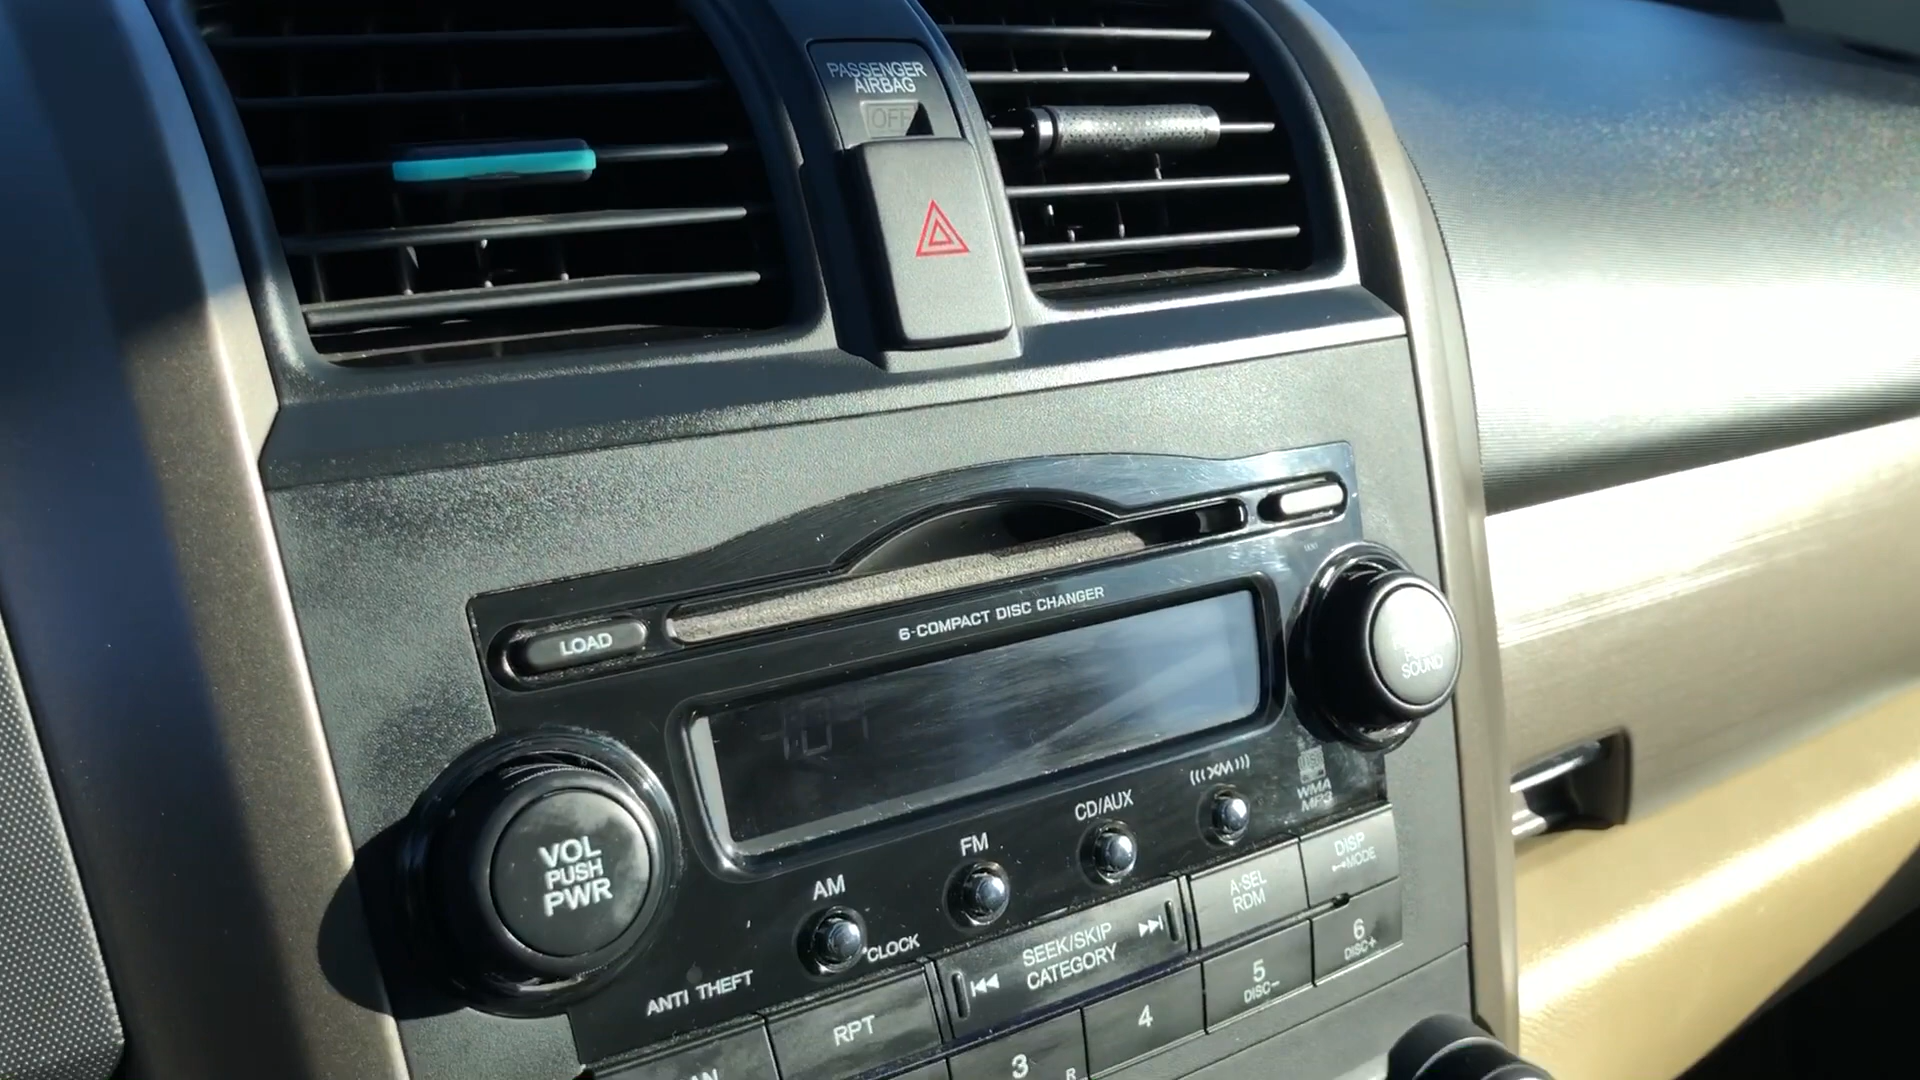 PASSENGER
AIRBAG
OFF
LOAD
6-COMPACT DISC CHANGER
SOUND
VOL
PUSH
PWR
AM
CLOCK
FM
CD/AUX
(((XM)))
WMA
MP3
ANTI THEFT
SEEK/SKIP
CATEGORY
A·SEL
RDM
DISP
MODE
RPT
3
4
5
DISC−
6
DISC+
R